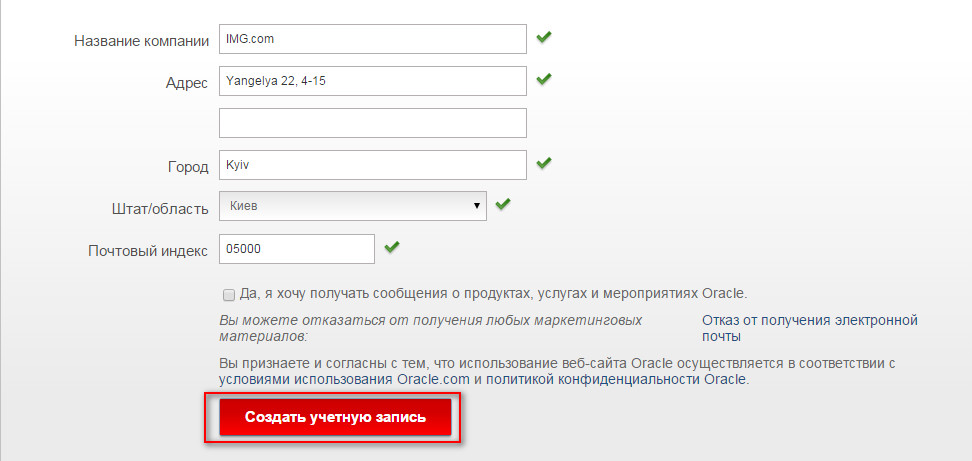 Название компании IMG.com
Адрес Yangelya 22, 4-15
Город Kyiv
Штат/область Киев
Почтовый индекс 05000
Да, я хочу получать сообщения о продуктах, услугах и мероприятиях Oracle.
Вы можете отказаться от получения любых маркетинговых
материалов:
Отказ от получения электронной
почты
Вы признаете и согласны с тем, что использование веб-сайта Oracle осуществляется в соответствии с
условиями использования Oracle.com и политикой конфиденциальности Oracle.
Создать учетную запись